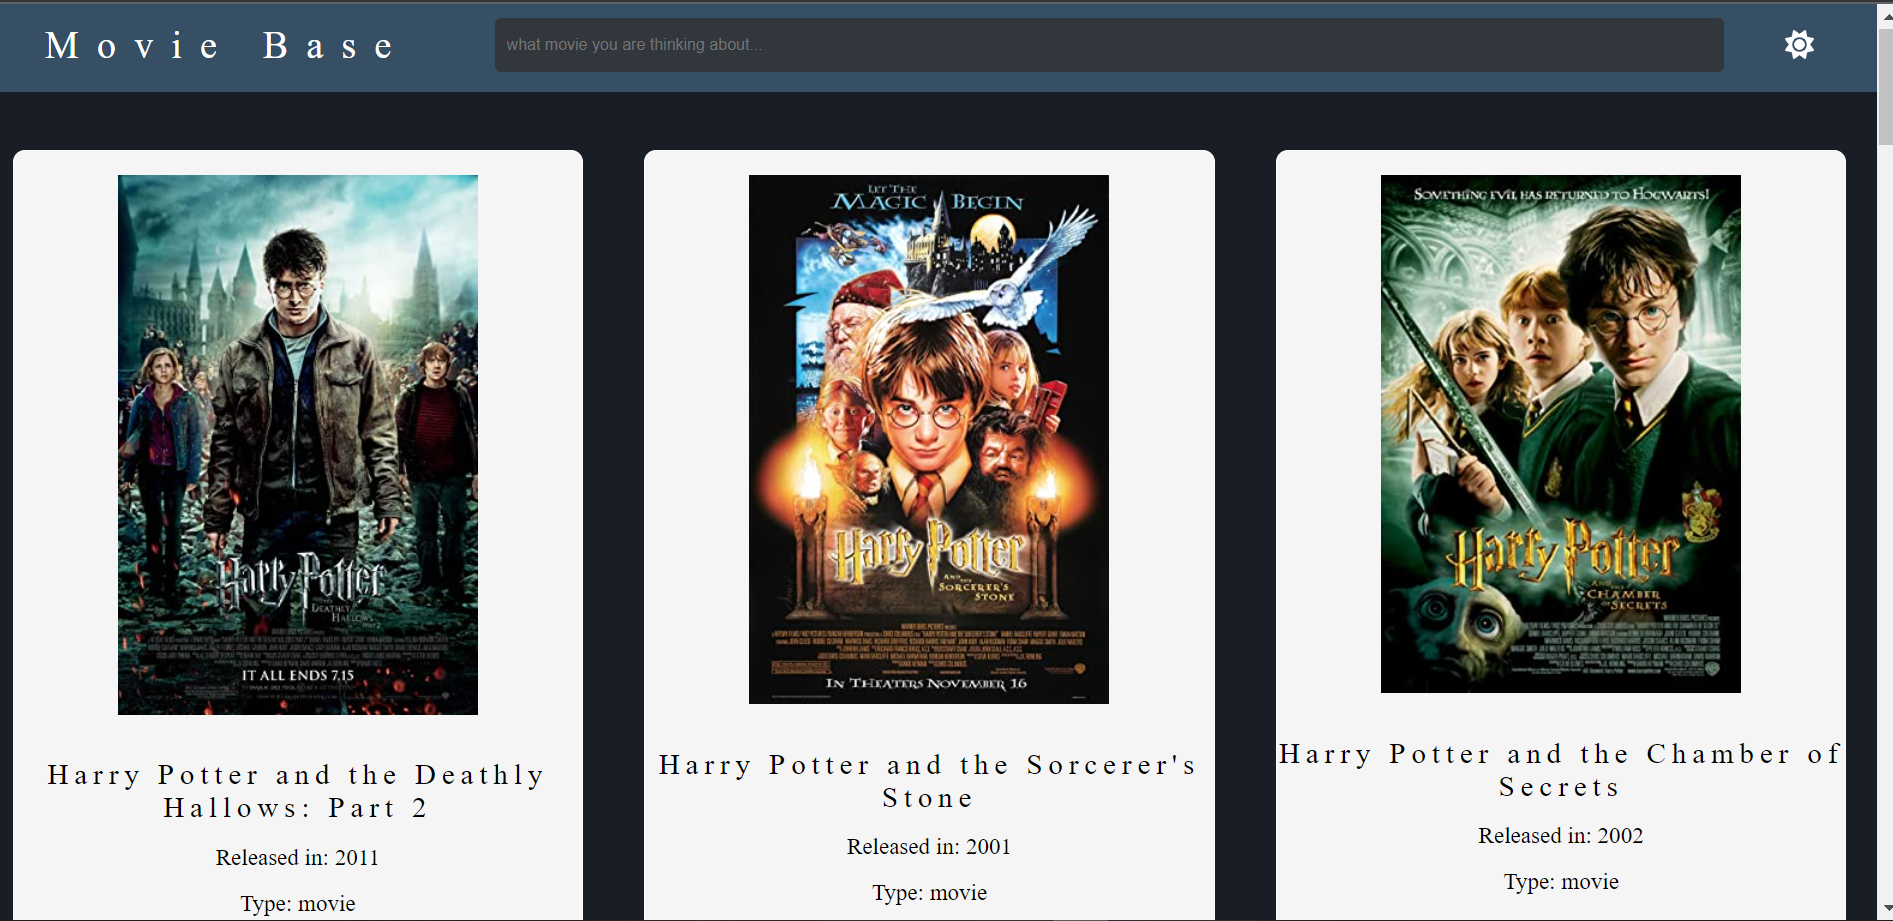 Movie Base
what movie you are thinking about...
Harry Potter
AND THE
DEATHLY
HALLOWS
PART 2
IT ALL ENDS 7.15
Harry Potter and the Deathly
Hallows: Part 2
Released in: 2011
Type: movie
LET THE
MAGIC BEGIN
Harry Potter
AND THE
SORCERER'S
STONE
IN THEATERS NOVEMBER 16
Harry Potter and the Sorcerer's
Stone
Released in: 2001
Type: movie
SOMETHING EVIL HAS RETURNED TO HOGWARTS!
Harry Potter
AND THE
CHAMBER
OF SECRETS
Harry Potter and the Chamber of
Secrets
Released in: 2002
Type: movie